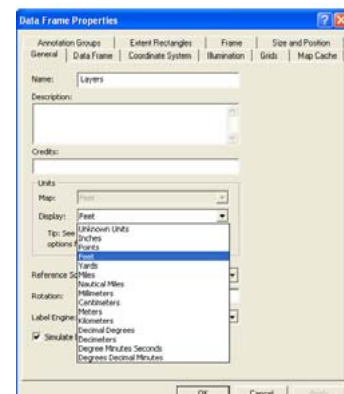 Data Frame Properties
Annotation Groups Extent Rectangles Frame Size and Position
General Data Frame Coordinate System Illumination Grids Map Cache
Name: Layers
Description:
Credits:
Units
Map: Feet
Display: Feet
Tip: See
options
Unknown Units
Inches
Points
Feet
Yards
Miles
Nautical Miles
Millimeters
Centimeters
Meters
Kilometers
Decimal Degrees
Decimeters
Degree Minutes Seconds
Degrees Decimal Minutes
Reference Sc
Rotation:
Label Engine
Simulate
OK Cancel Apply